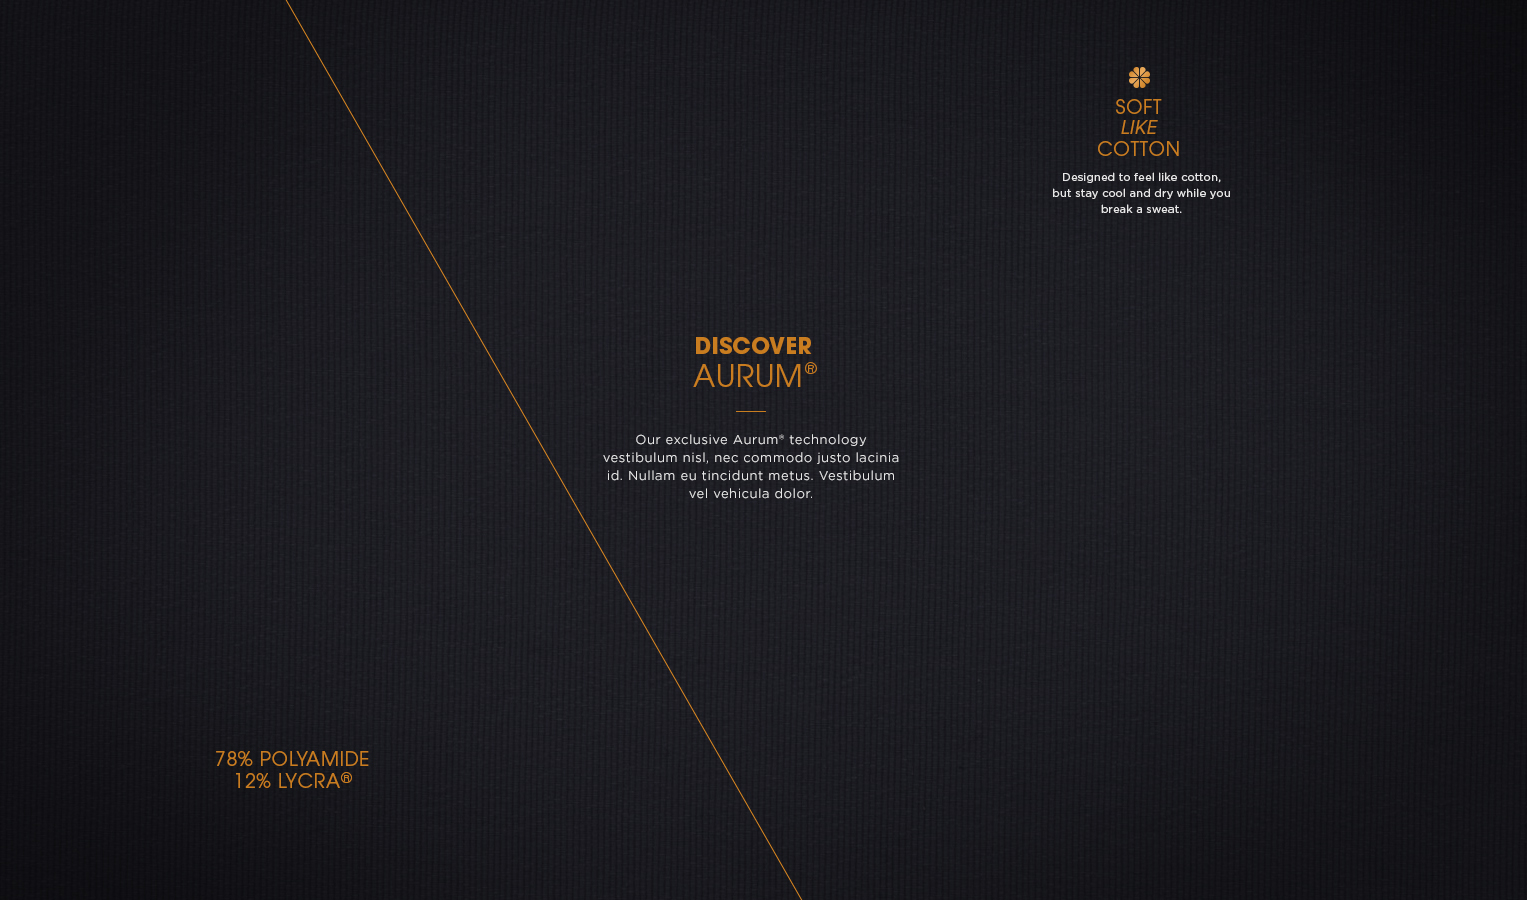 SOFT
LIKE
COTTON
Designed to feel like cotton,
but stay cool and dry while you
break a sweat.
DISCOVER
AURUM®
Our exclusive Aurum® technology
vestibulum nisl, nec commodo justo lacinia
id. Nullam eu tincidunt metus. Vestibulum
vel vehicula dolor.
78% POLYAMIDE
12% LYCRA®